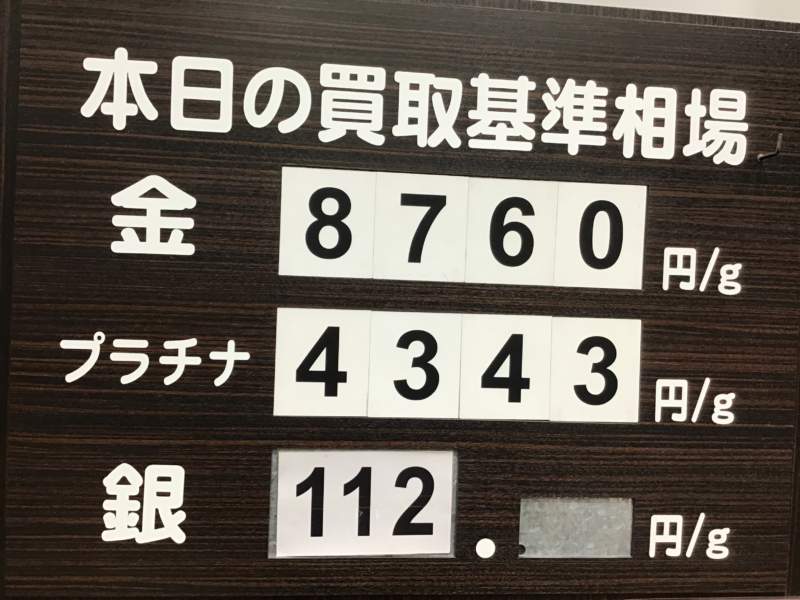 本日の買取基準相場
金 8760 円/g
プラチナ 4343 円/g
銀 112. 円/g